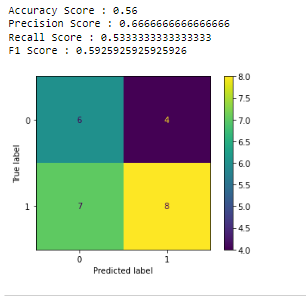 Accuracy Score : 0.56
Precision Score : 0.6666666666666666
Recall Score : 0.5333333333333333
F1 Score : 0.5925925925925926
8.0
7.5
7.0
6.5
6.0
5.5
5.0
4.5
4.0
True label
0
6
4
1
7
8
0
1
Predicted label